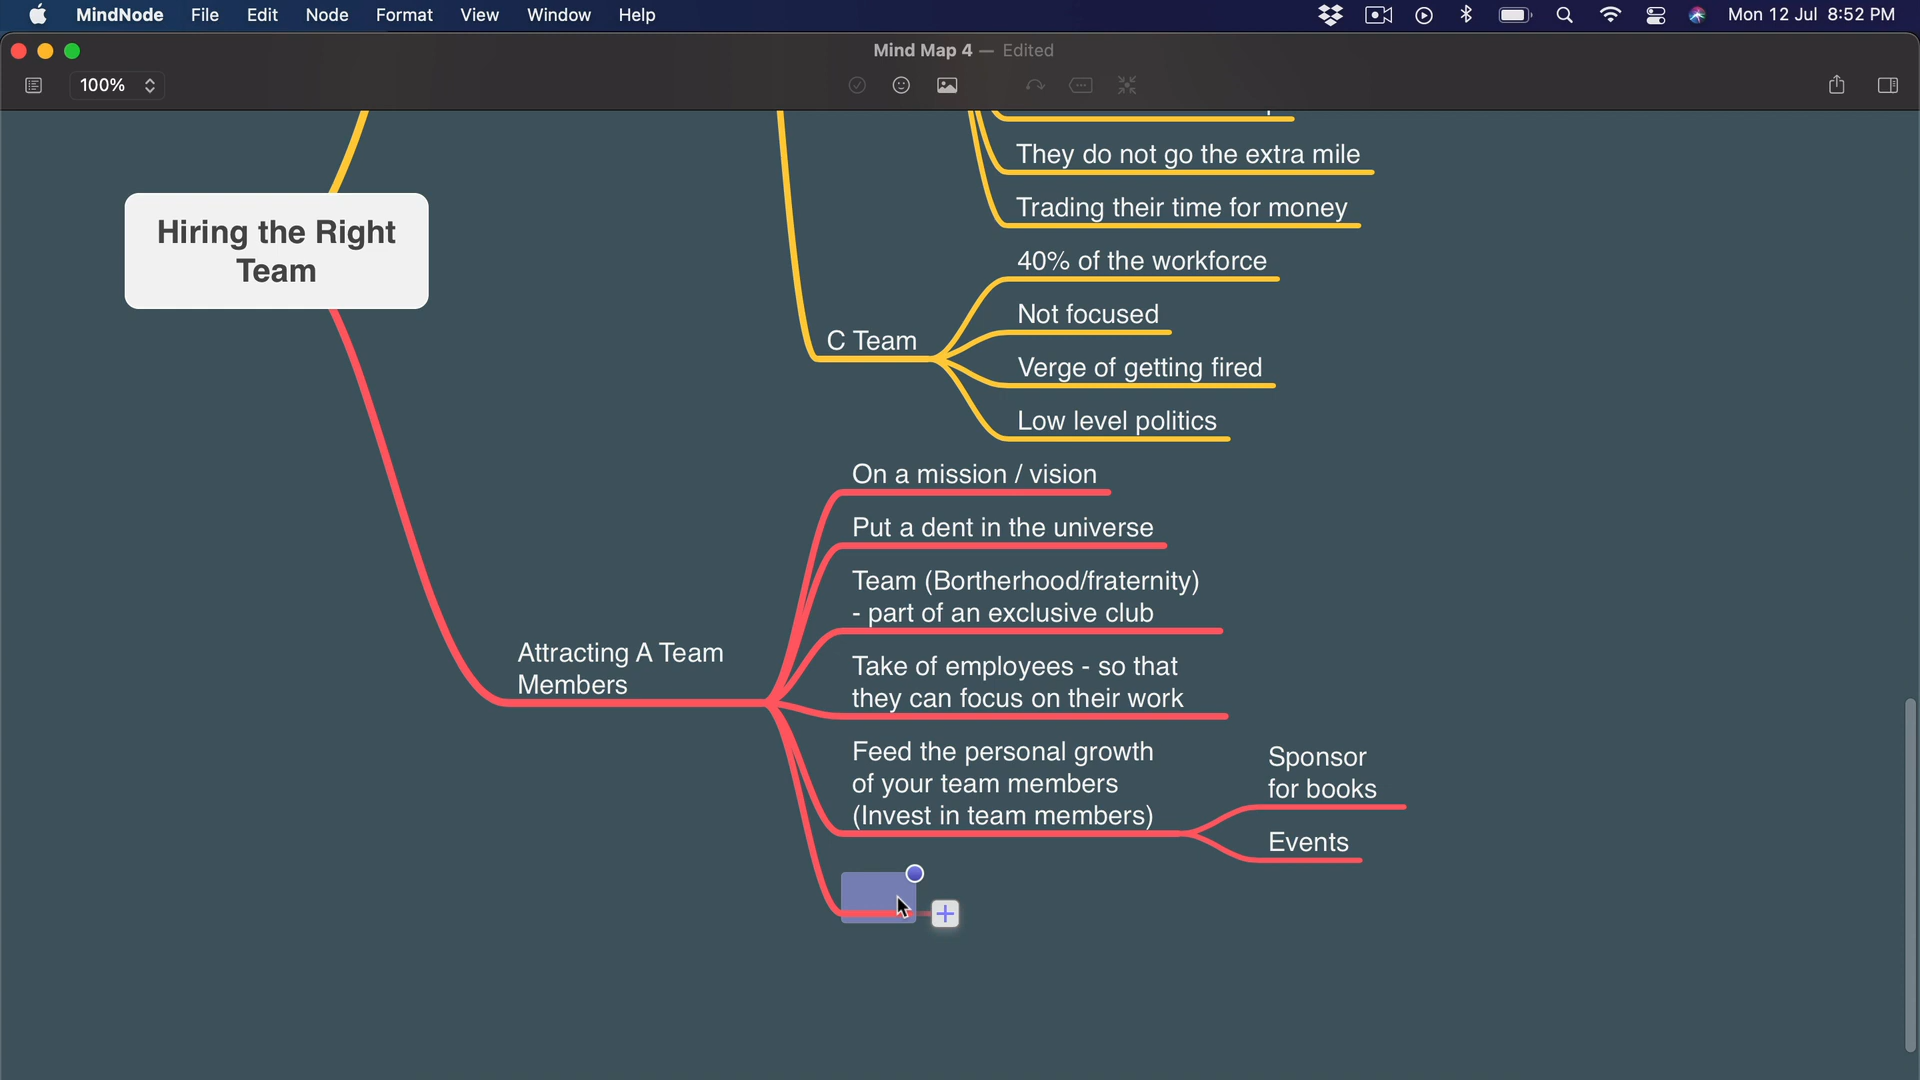 MindNode File Edit Node Format View Window Help Mon 12 Jul 8:52 PM
Mind Map 4 — Edited
100%
They do not go the extra mile
Trading their time for money
Hiring the Right
Team
40% of the workforce
Not focused
C Team
Verge of getting fired
Low level politics
On a mission / vision
Put a dent in the universe
Team (Bortherhood/fraternity)
- part of an exclusive club
Attracting A Team
Members
Take of employees - so that
they can focus on their work
Feed the personal growth
of your team members
(Invest in team members)
Sponsor
for books
Events